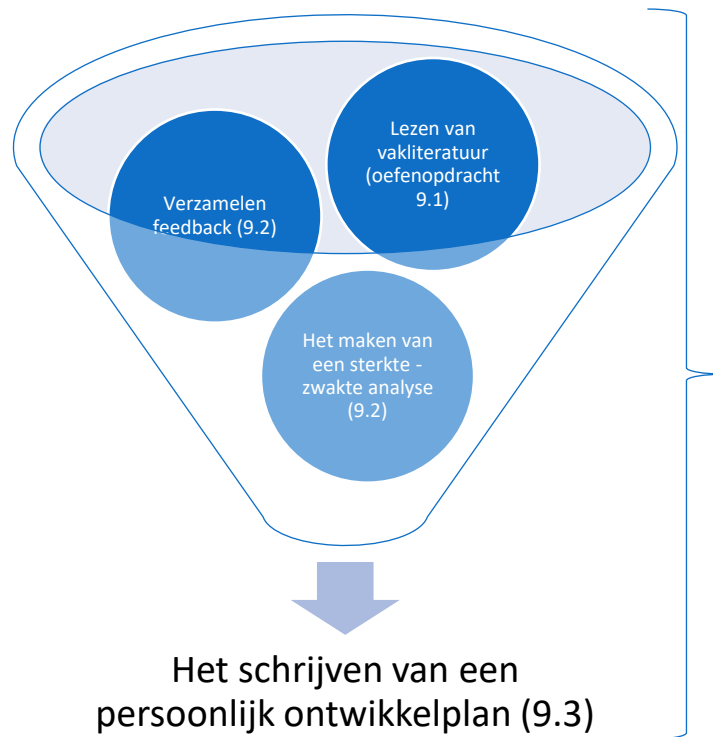 Lezen van
vakliteratuur
(oefenopdracht
9.1)
Verzamelen
feedback (9.2)
Het maken van
een sterkte -
zwakte analyse
(9.2)
Het schrijven van een
persoonlijk ontwikkelplan (9.3)